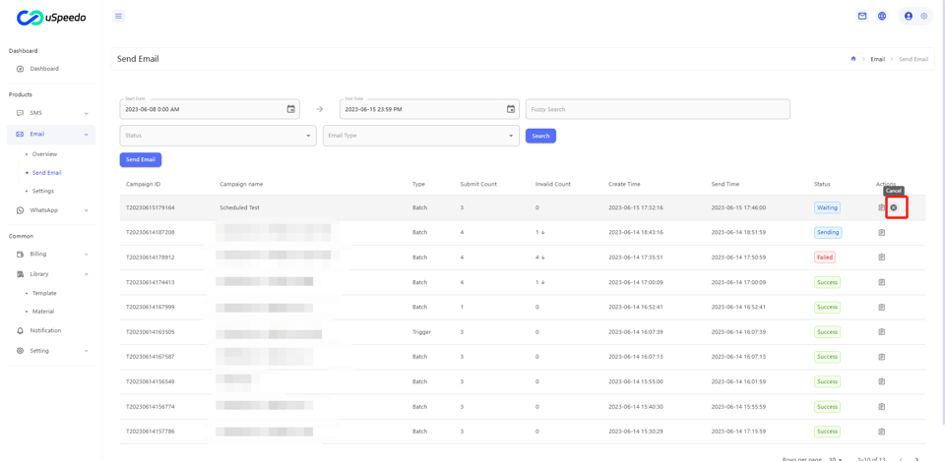 uSpeedo
Dashboard
Dashboard
Products
SMS
Email
Overview
Send Email
Settings
WhatsApp
Common
Billing
Library
Template
Material
Notification
Setting
Send Email
Email > Send Email
Start Date
2023-06-08 0:00 AM
End Date
2023-06-15 23:59 PM
Fuzzy Search
Status
Email Type
Search
Send Email
Campaign ID Campaign name Type Submit Count Invalid Count Create Time Send Time Status Actions
Cancel
T20230615179164 Scheduled Test Batch 3 0 2023-06-15 17:32:16 2023-06-15 17:46:00 Waiting
T20230614187208 Batch 4 1 2023-06-14 18:43:16 2023-06-14 18:51:59 Sending
T20230614178912 Batch 4 4 2023-06-14 17:35:51 2023-06-14 17:50:59 Failed
T20230614174413 Batch 4 1 2023-06-14 17:00:09 2023-06-14 17:00:09 Success
T20230614167999 Batch 1 0 2023-06-14 16:52:41 2023-06-14 16:52:41 Success
T20230614163505 Trigger 3 0 2023-06-14 16:07:39 2023-06-14 16:07:39 Success
T20230614167587 Batch 3 0 2023-06-14 16:07:13 2023-06-14 16:07:13 Success
T20230614156549 Batch 3 0 2023-06-14 15:55:00 2023-06-14 16:01:59 Success
T20230614156774 Batch 3 0 2023-06-14 15:40:30 2023-06-14 15:55:59 Success
T20230614157786 Batch 3 0 2023-06-14 15:30:29 2023-06-14 17:15:59 Success
Rows per page: 10 1–10 of 13